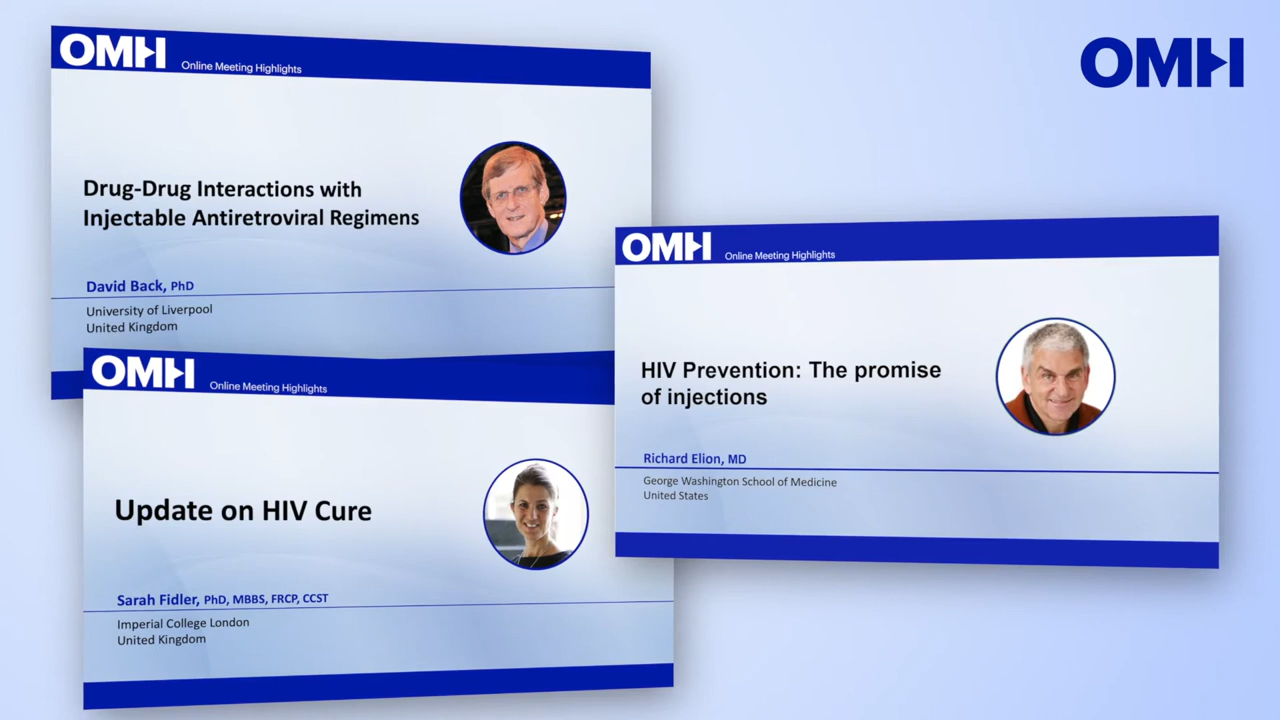 OMH Online Meeting Highlights
Drug-Drug Interactions with
Injectable Antiretroviral Regimens
David Back, PhD
University of Liverpool
United Kingdom
OMH Online Meeting Highlights
Update on HIV Cure
Sarah Fidler, PhD, MBBS, FRCP, CCST
Imperial College London
United Kingdom
OMH
OMH Online Meeting Highlights
HIV Prevention: The promise
of injections
Richard Elion, MD
George Washington School of Medicine
United States